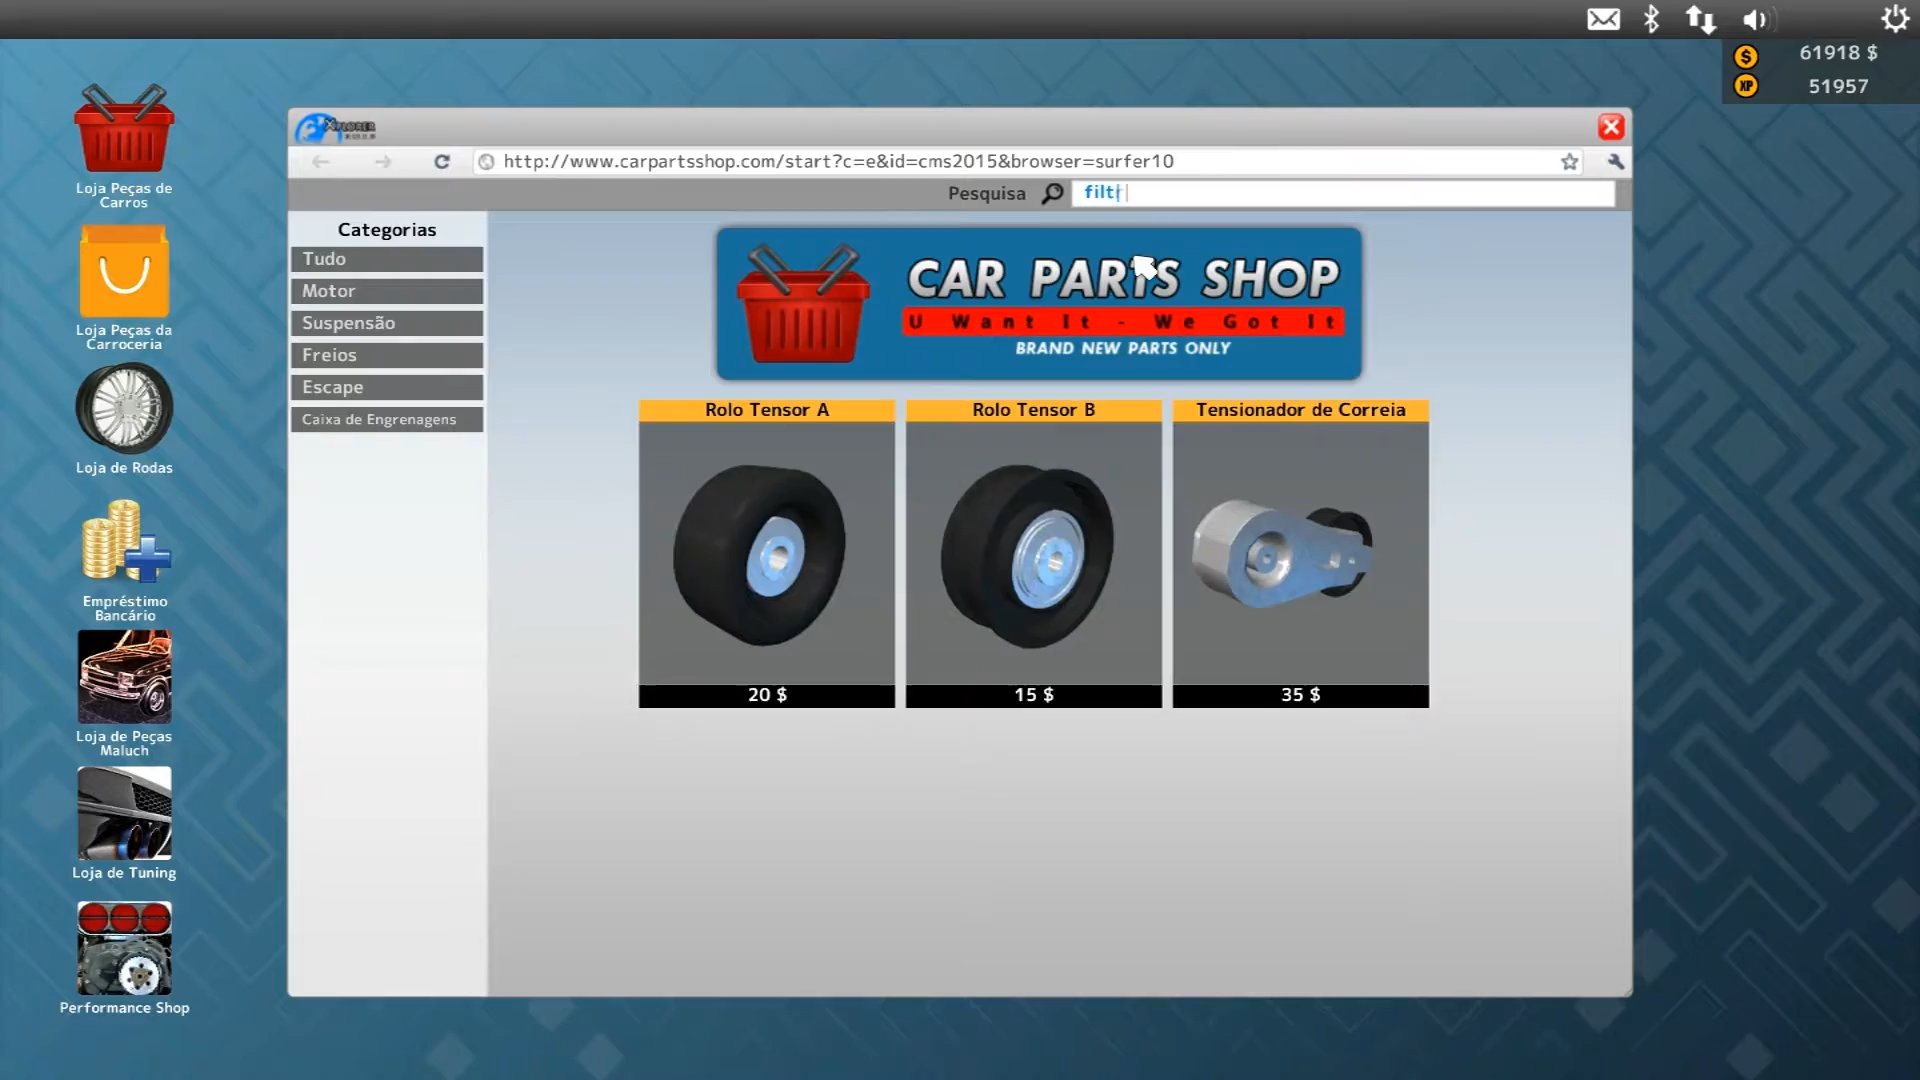 61918 $
XP
51957
Loja Peças de
Carros
Loja Peças da
Carroceria
Loja de Rodas
Empréstimo
Bancário
Loja de Peças
Maluch
Loja de Tuning
Performance Shop
XPLORER
http://www.carpartsshop.com/start?c=e&id=cms2015&browser=surfer10
Pesquisa
filtr
Categorias
Tudo
Motor
Suspensão
Freios
Escape
Caixa de Engrenagens
CAR PARTS SHOP
U Want It - We Got It
BRAND NEW PARTS ONLY
Rolo Tensor A
20 $
Rolo Tensor B
15 $
Tensionador de Correia
35 $